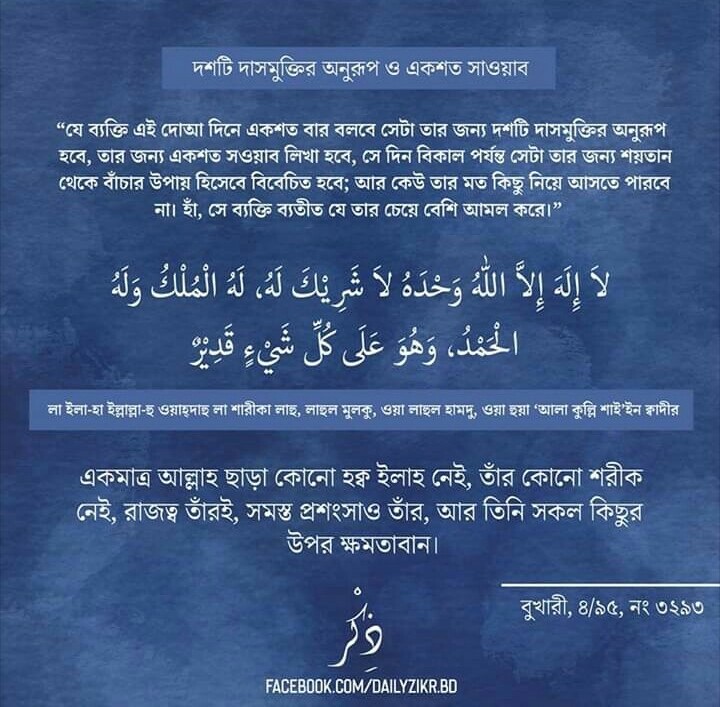 দশটি দাসমুক্তির অনুরূপ ও একশত সাওয়াব
“যে ব্যক্তি এই দোআ দিনে একশত বার বলবে সেটা তার জন্য দশটি দাসমুক্তির অনুরূপ
হবে, তার জন্য একশত সওয়াব লিখা হবে, সে দিন বিকাল পর্যন্ত সেটা তার জন্য শয়তান
থেকে বাঁচার উপায় হিসেবে বিবেচিত হবে; আর কেউ তার মত কিছু নিয়ে আসতে পারবে
না। হাঁ, সে ব্যক্তি ব্যতীত যে তার চেয়ে বেশি আমল করে।”
لاَ إِلَهَ إِلاَّ اللهُ وَحْدَهُ لاَ شَرِيْكَ لَهُ، لَهُ الْمُلْكُ وَلَهُ
الْحَمْدُ، وَهُوَ عَلَى كُلِّ شَيْءٍ قَدِيْرٌ
লা ইলা-হা ইল্লাল্লা-হু ওয়াহ্‌দাহু লা শারীকা লাহু, লাহুল মুলকু, ওয়া লাহুল হামদু, ওয়া হুয়া ‘আলা কুল্লি শাই’ইন ক্বাদীর
একমাত্র আল্লাহ ছাড়া কোনো হক্ব ইলাহ নেই, তাঁর কোনো শরীক
নেই, রাজত্ব তাঁরই, সমস্ত প্রশংসাও তাঁর, আর তিনি সকল কিছুর
উপর ক্ষমতাবান।
বুখারী, ৪/৯৫, নং ৩২৯৩
ذِكْرْ
FACEBOOK.COM/DAILYZIKR.BD